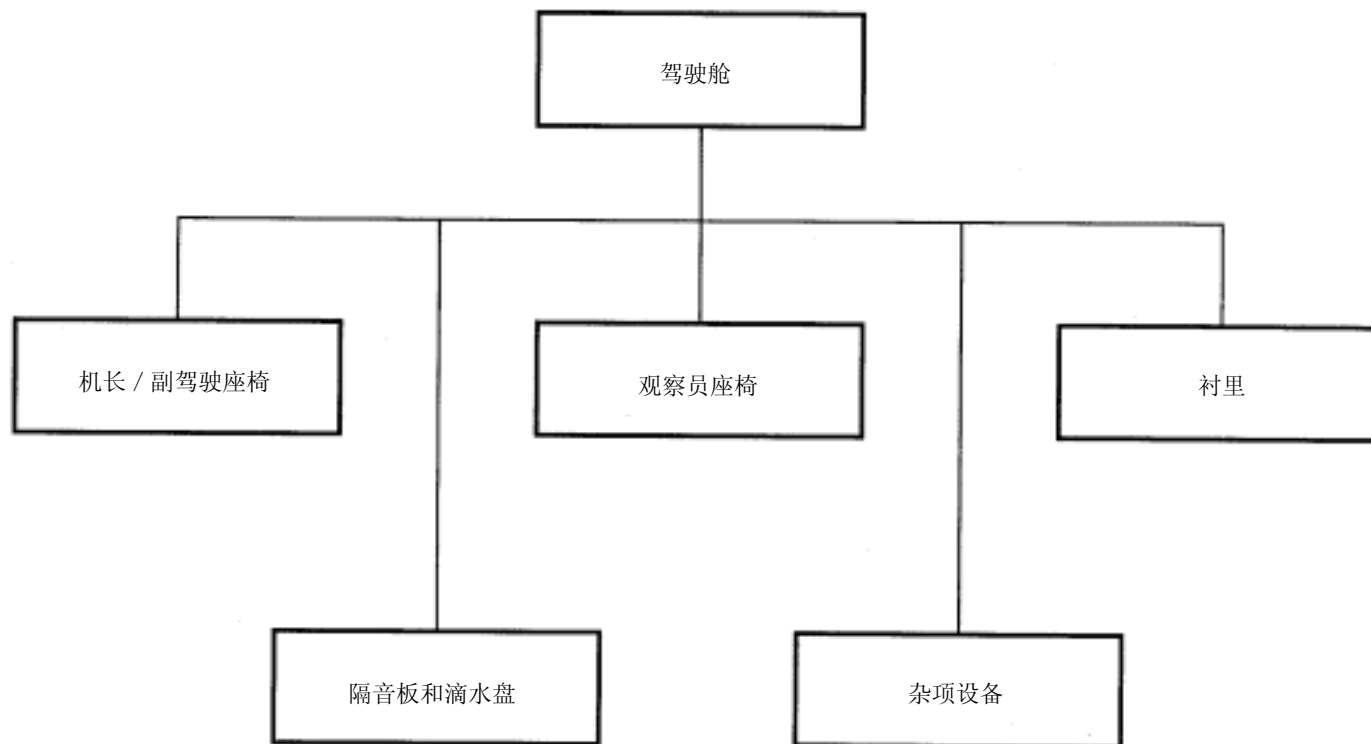 驾驶舱
机长/副驾驶座椅
观察员座椅
衬里
隔音板和滴水盘
杂项设备